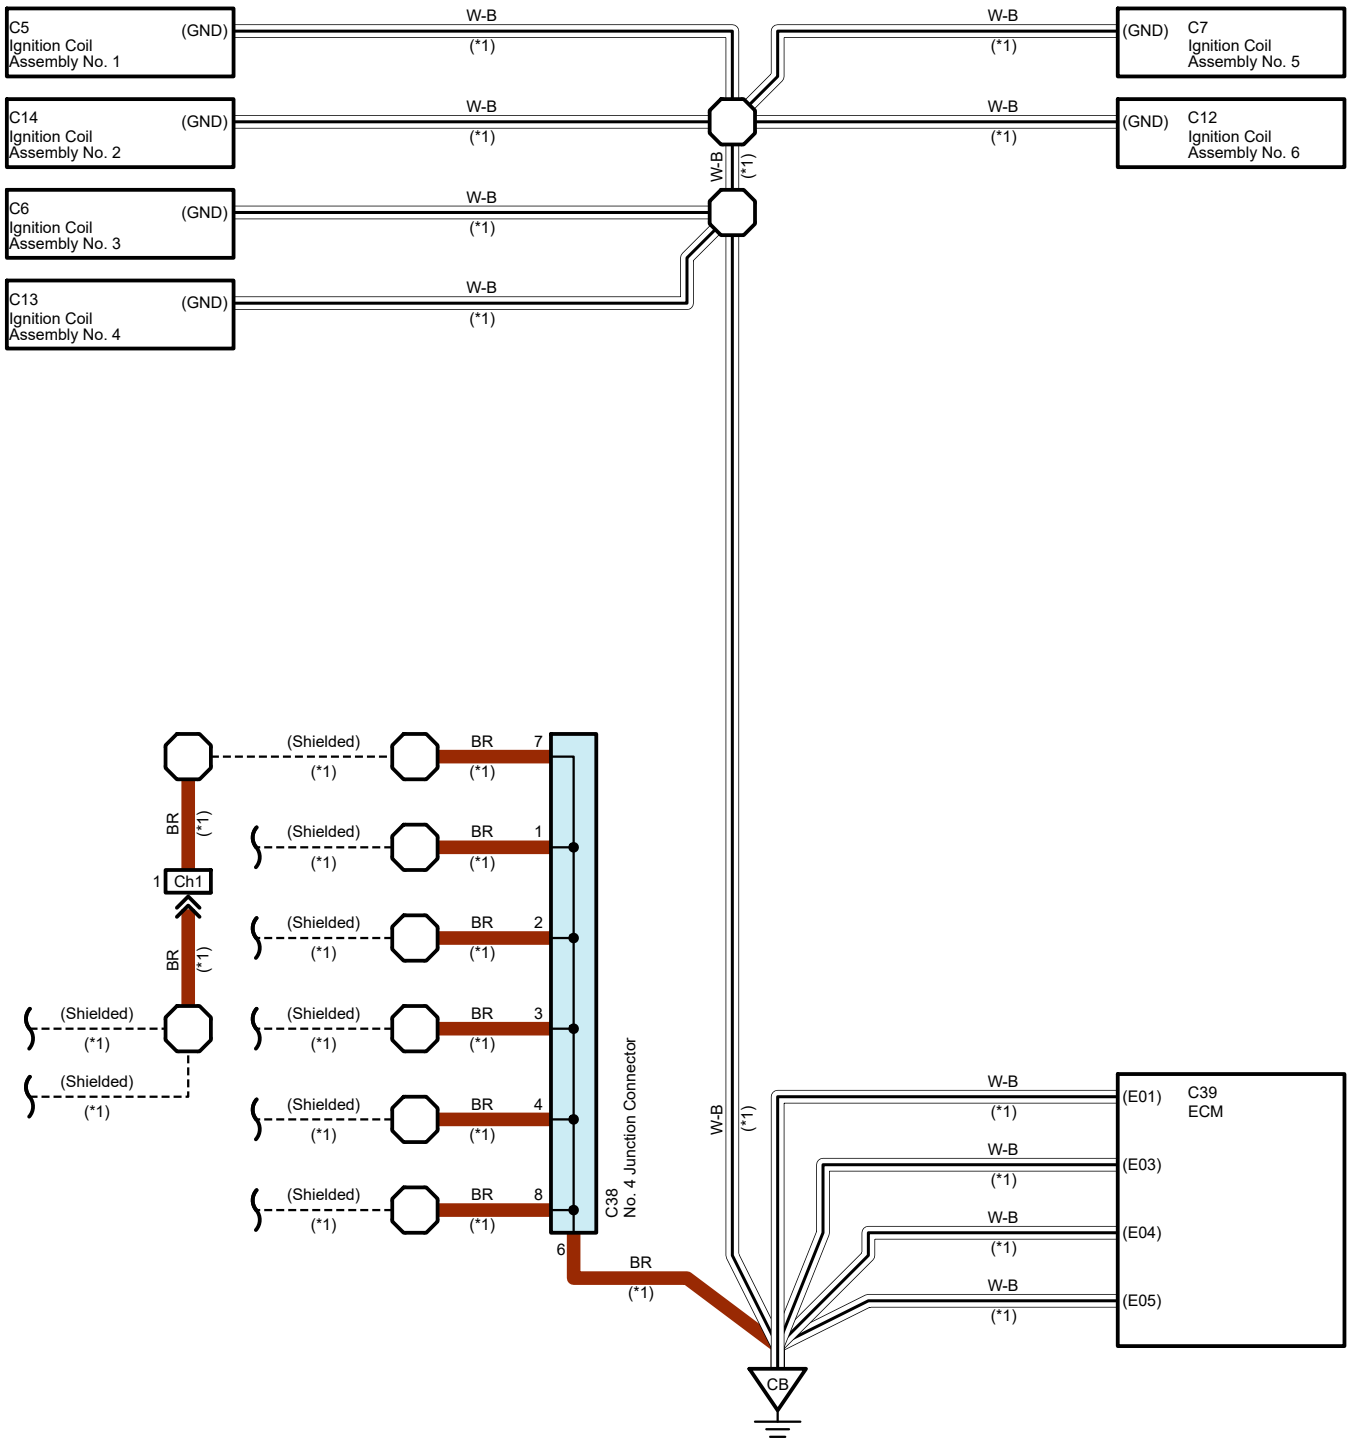 C5
(GND)
Ignition Coil
Assembly No. 1
W-B
(*1)
W-B
(*1)
(GND)
C7
Ignition Coil
Assembly No. 5
C14
(GND)
Ignition Coil
Assembly No. 2
W-B
(*1)
W-B
(*1)
(GND)
C12
Ignition Coil
Assembly No. 6
W-B
(*1)
C6
(GND)
Ignition Coil
Assembly No. 3
W-B
(*1)
C13
(GND)
Ignition Coil
Assembly No. 4
W-B
(*1)
(Shielded)
(*1)
BR
(*1)
7
BR
(*1)
(Shielded)
(*1)
BR
(*1)
1
1
Ch1
(Shielded)
(*1)
BR
(*1)
2
BR
(*1)
(Shielded)
(*1)
(Shielded)
(*1)
BR
(*1)
3
(Shielded)
(*1)
(Shielded)
(*1)
BR
(*1)
4
(Shielded)
(*1)
BR
(*1)
8
C38
No. 4 Junction Connector
6
BR
(*1)
W-B
(*1)
W-B
(*1)
(E01)
C39
ECM
W-B
(*1)
(E03)
W-B
(*1)
(E04)
W-B
(*1)
(E05)
CB